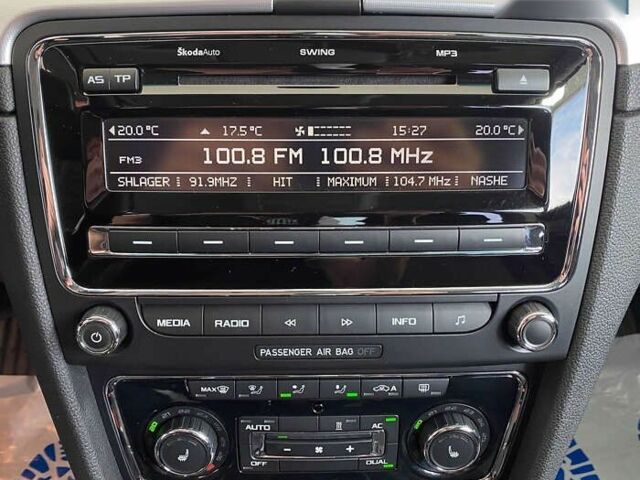 ŠkodaAuto SWING MP3
AS TP
20.0°C 17.5°C 15:27 20.0°C
FM3 100.8 FM 100.8 MHz
SHLAGER 91.9MHZ HIT MAXIMUM 104.7 MHz NASHE
MEDIA RADIO INFO
PASSENGER AIR BAG OFF
MAX A
AUTO AC
OFF DUAL